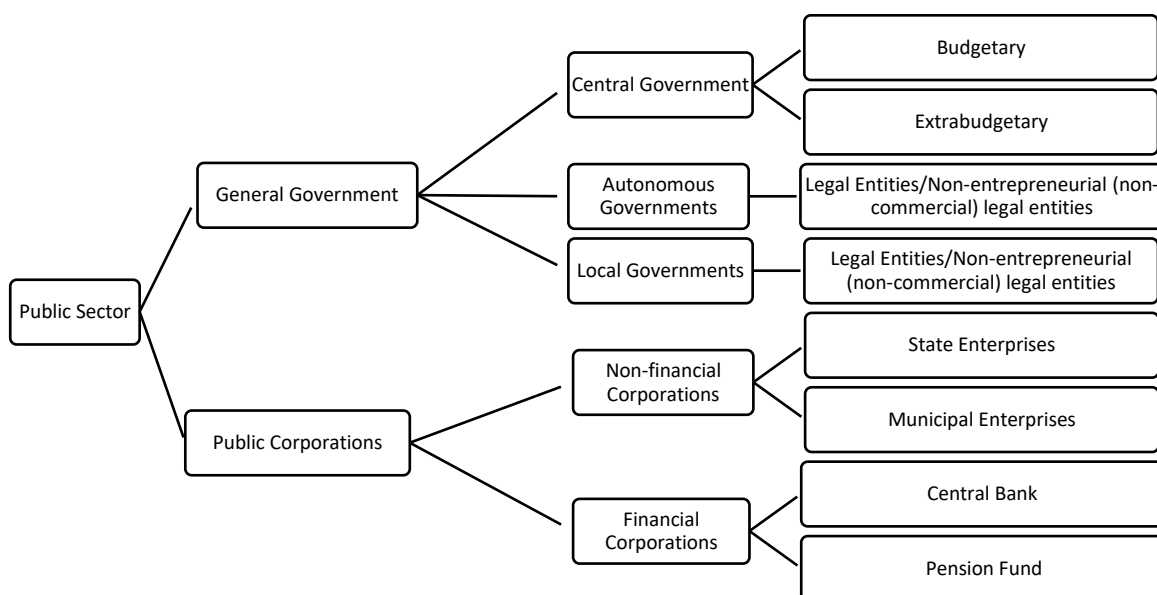 Public Sector
General Government
Central Government
Budgetary
Extrabudgetary
Autonomous
Governments
Legal Entities/Non-entrepreneurial (non-
commercial) legal entities
Local Governments
Legal Entities/Non-entrepreneurial
(non-commercial) legal entities
Public Corporations
Non-financial
Corporations
State Enterprises
Municipal Enterprises
Financial
Corporations
Central Bank
Pension Fund